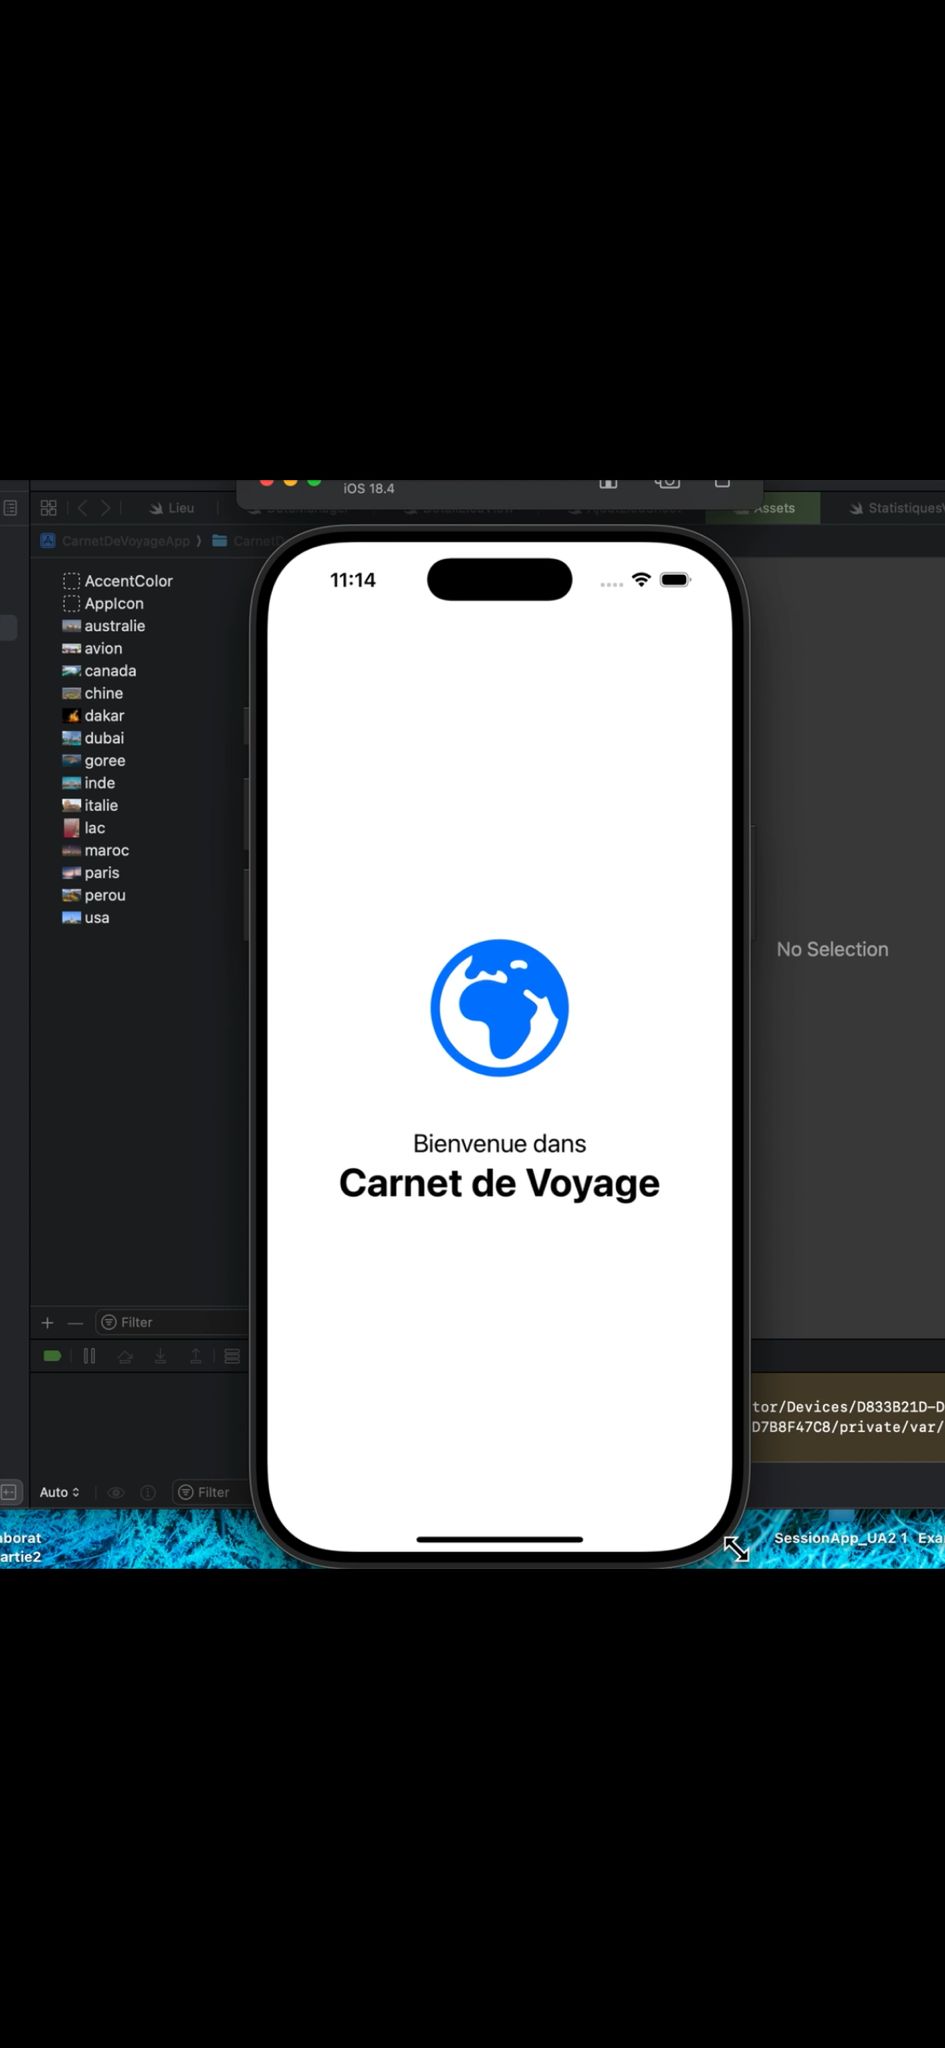 iOS 18.4
Lieu
Assets
Statistiques
CarnetDeVoyageApp
AccentColor
AppIcon
australie
avion
canada
chine
dakar
dubai
goree
inde
italie
lac
maroc
paris
perou
usa
11:14
Bienvenue dans
Carnet de Voyage
No Selection
Filter
tor/Devices/D833B21D-D
D7B8F47C8/private/var/
Auto
Filter
aborat
artie2
SessionApp_UA2 1
Exa